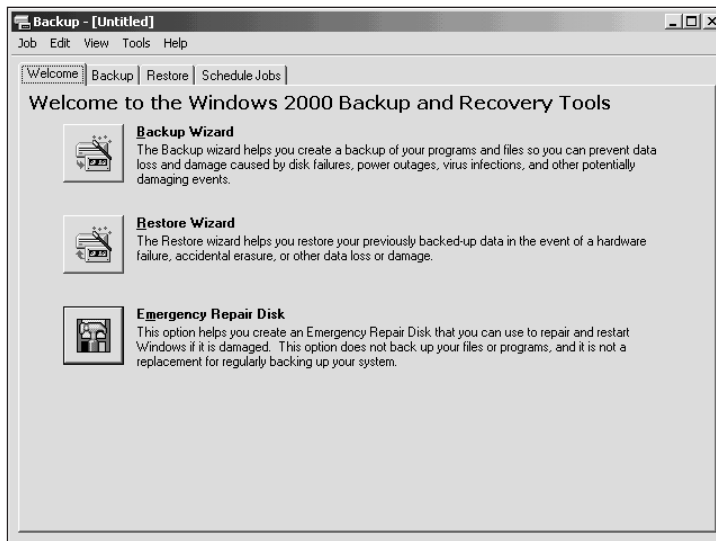 Backup - [Untitled]
Job Edit View Tools Help
Welcome Backup Restore Schedule Jobs
Welcome to the Windows 2000 Backup and Recovery Tools
Backup Wizard
The Backup wizard helps you create a backup of your programs and files so you can prevent data
loss and damage caused by disk failures, power outages, virus infections, and other potentially
damaging events.
Restore Wizard
The Restore wizard helps you restore your previously backed-up data in the event of a hardware
failure, accidental erasure, or other data loss or damage.
Emergency Repair Disk
This option helps you create an Emergency Repair Disk that you can use to repair and restart
Windows if it is damaged.  This option does not back up your files or programs, and it is not a
replacement for regularly backing up your system.